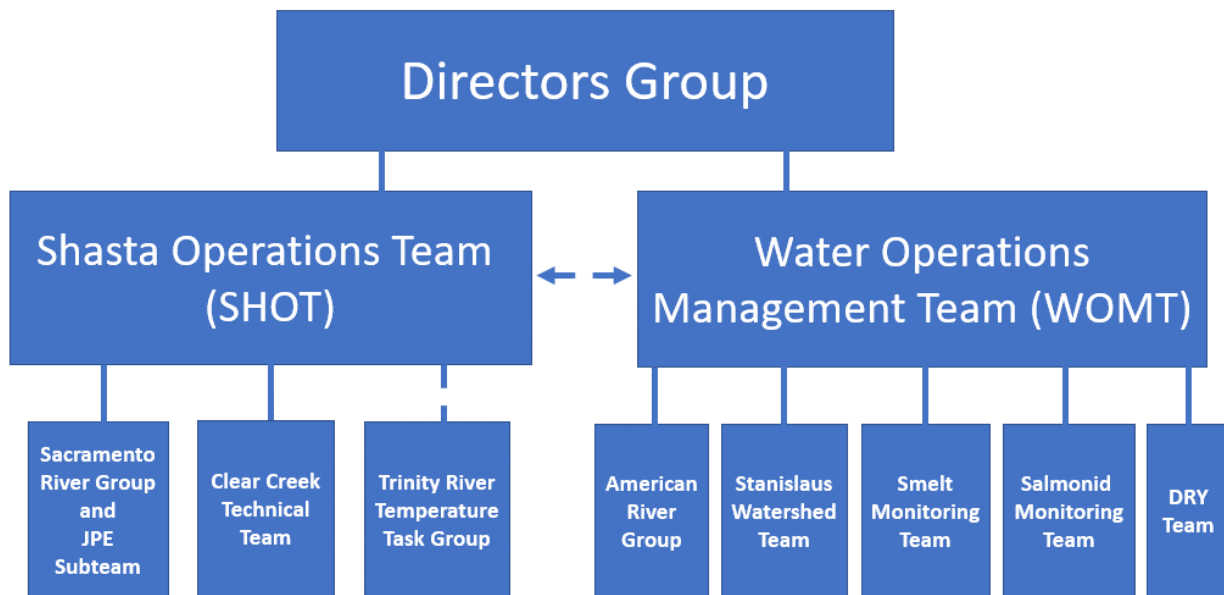 Directors Group
Shasta Operations Team
(SHOT)
Water Operations
Management Team (WOMT)
Sacramento
River Group
and
JPE
Subteam
Clear Creek
Technical
Team
Trinity River
Temperature
Task Group
American
River
Group
Stanislaus
Watershed
Team
Smelt
Monitoring
Team
Salmonid
Monitoring
Team
DRY
Team